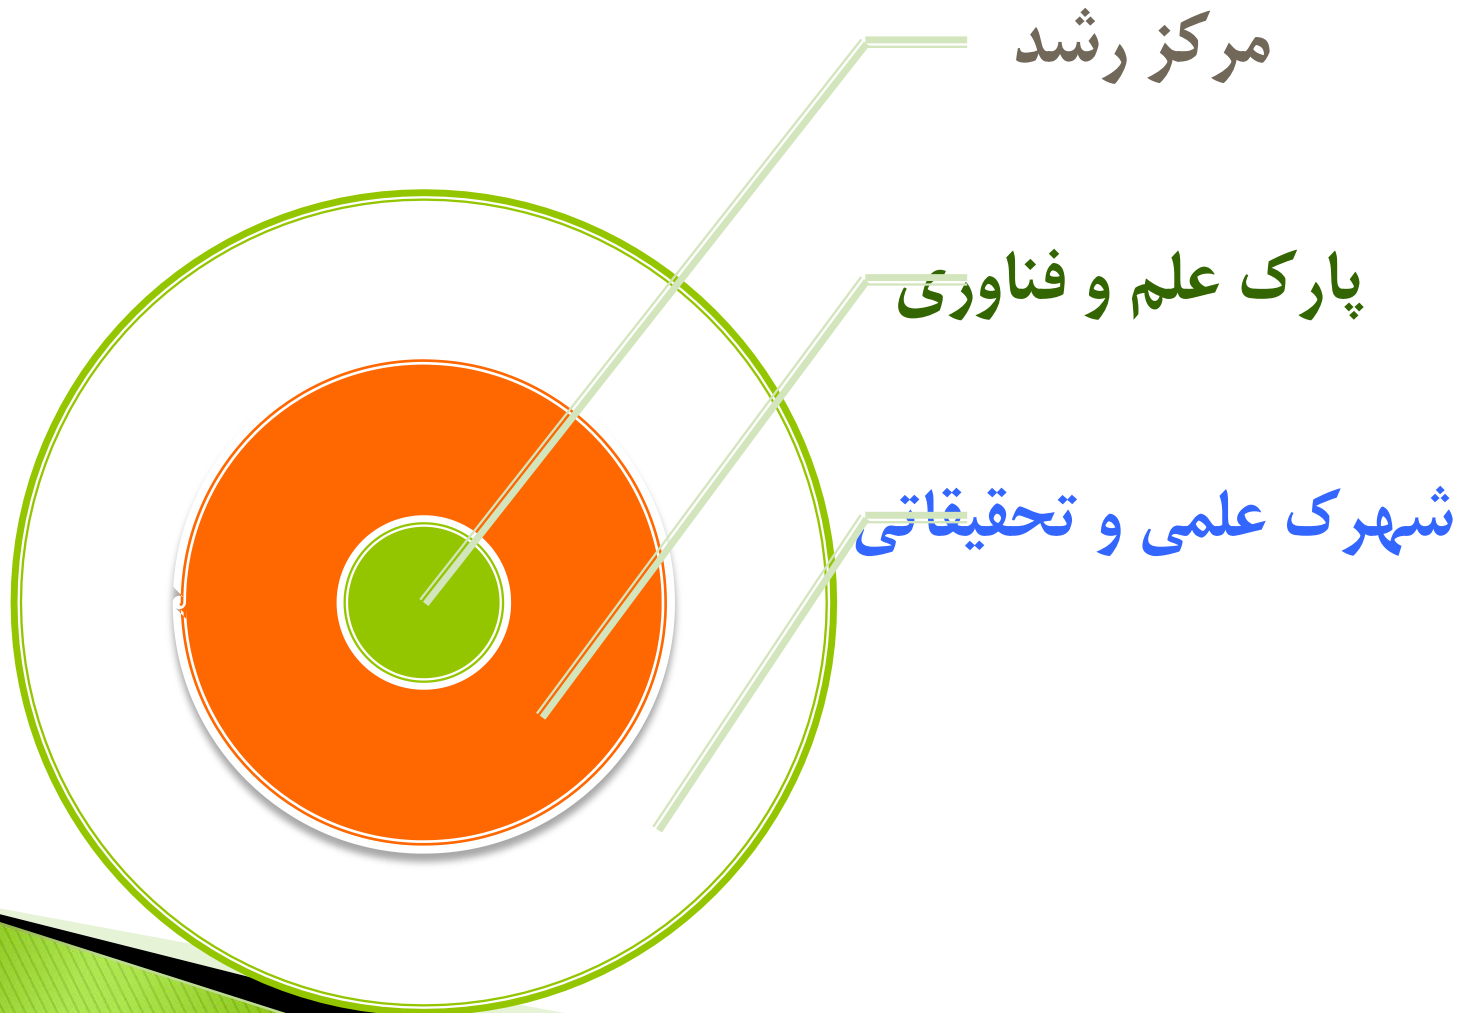 مرکز رشد
پارک علم و فناوری
شهرک علمی و تحقیقاتی